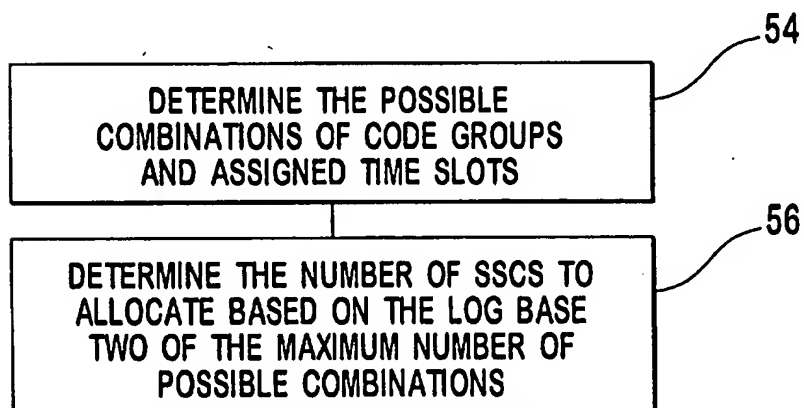 54
DETERMINE THE POSSIBLE
COMBINATIONS OF CODE GROUPS
AND ASSIGNED TIME SLOTS
56
DETERMINE THE NUMBER OF SSCS TO
ALLOCATE BASED ON THE LOG BASE
TWO OF THE MAXIMUM NUMBER OF
POSSIBLE COMBINATIONS